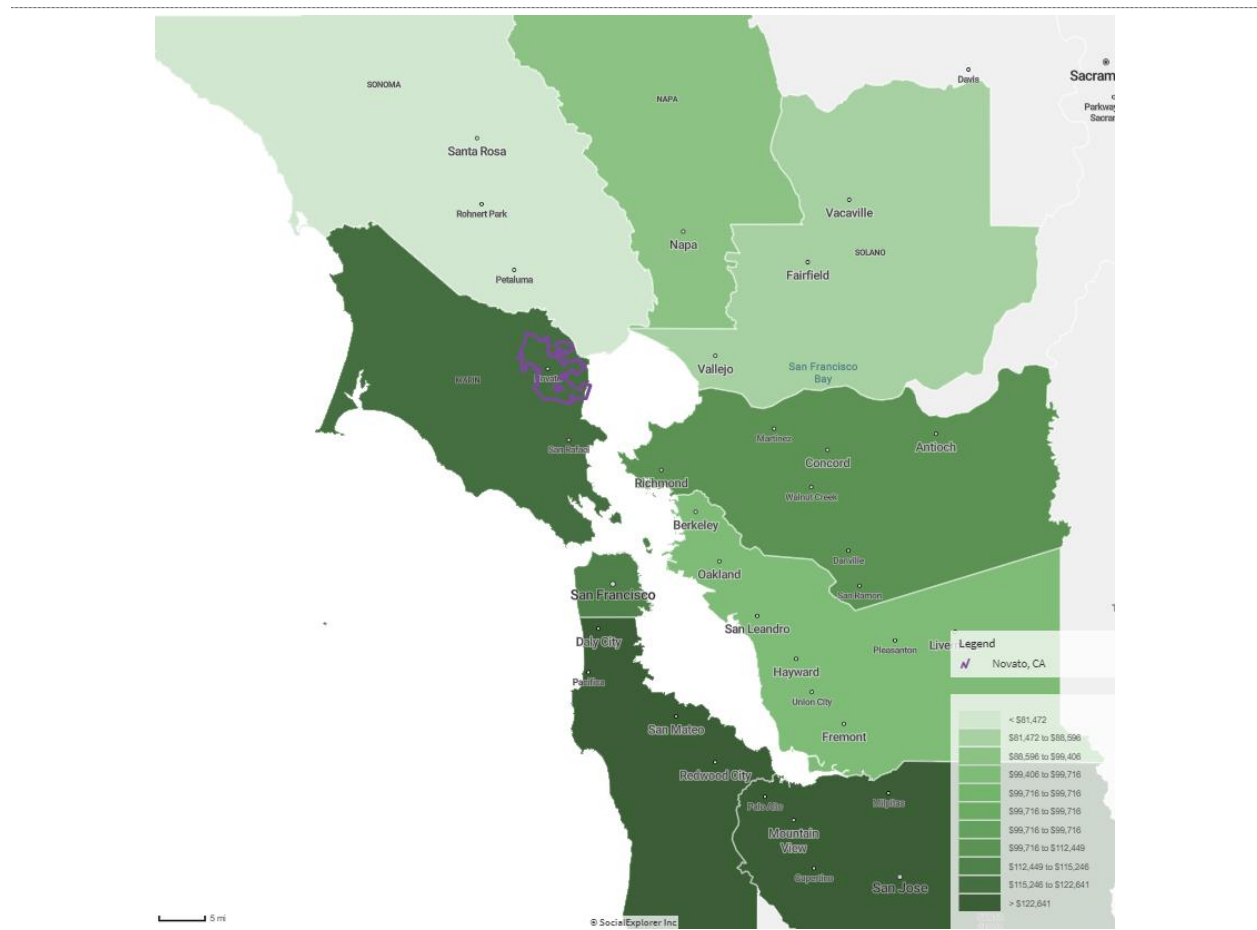 Davis
Sacram
Parkway
Sacram
SONOMA
NAPA
Santa Rosa
Vacaville
Rohnert Park
Napa
SOLANO
Fairfield
Petaluma
Vallejo
San Francisco
Bay
Novat...
MARIN
Martinez
Antioch
San Rafael
Concord
Richmond
Walnut Creek
Berkeley
Danville
Oakland
San Ramon
San Francisco
San Leandro
Daly City
Pleasanton
Liverm
Legend
Novato, CA
Hayward
Pacifica
Union City
San Mateo
Fremont
Redwood City
Palo Alto
Milpitas
Mountain
View
Cupertino
San Jose
< $81,472
$81,472 to $88,596
$88,596 to $99,406
$99,406 to $99,716
$99,716 to $99,716
$99,716 to $99,716
$99,716 to $99,716
$99,716 to $112,449
$112,449 to $115,246
$115,246 to $122,641
> $122,641
5 mi
© SocialExplorer Inc